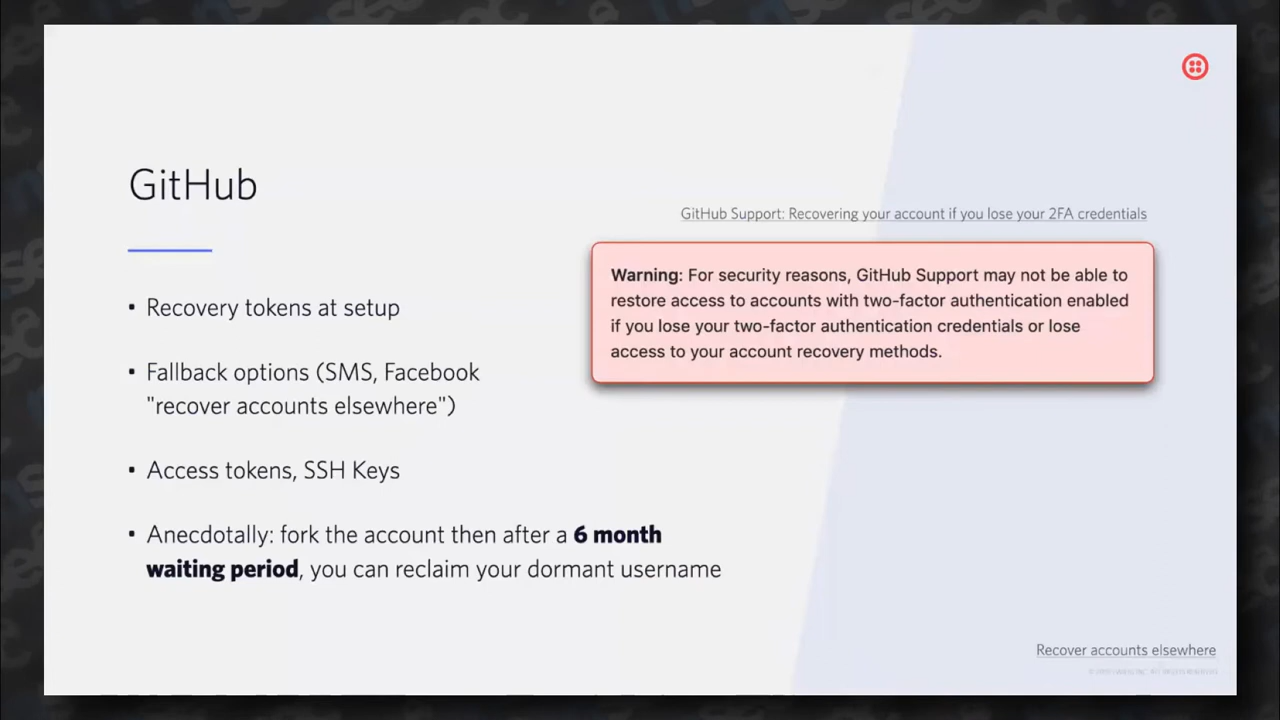 GitHub
GitHub Support: Recovering your account if you lose your 2FA credentials
Warning: For security reasons, GitHub Support may not be able to
restore access to accounts with two-factor authentication enabled
if you lose your two-factor authentication credentials or lose
access to your account recovery methods.
• Recovery tokens at setup
• Fallback options (SMS, Facebook
"recover accounts elsewhere")
• Access tokens, SSH Keys
• Anecdotally: fork the account then after a 6 month
waiting period, you can reclaim your dormant username
Recover accounts elsewhere